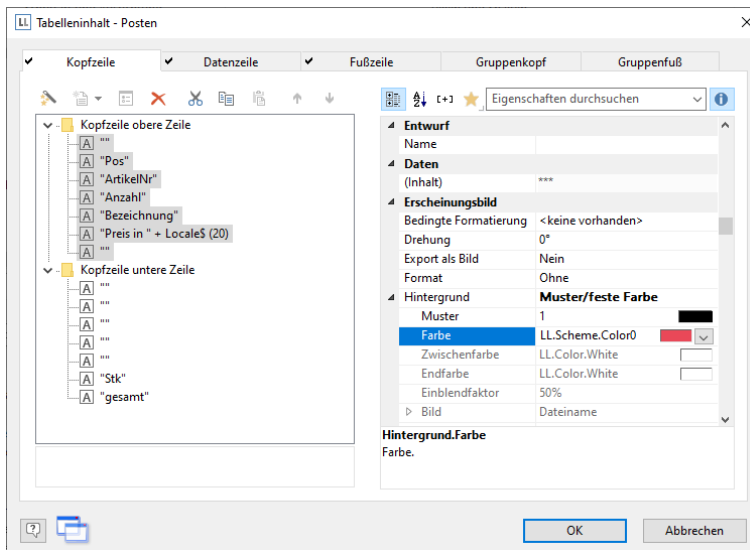 LL Tabelleninhalt - Posten
Kopfzeile Datenzeile Fußzeile Gruppenkopf Gruppenfuß
Eigenschaften durchsuchen
Kopfzeile obere Zeile
A ""
A "Pos"
A "ArtikelNr"
A "Anzahl"
A "Bezeichnung"
A "Preis in " + Locale$ (20)
A ""
Kopfzeile untere Zeile
A ""
A ""
A ""
A ""
A ""
A "Stk"
A "gesamt"
Entwurf
Name
Daten
(Inhalt) ***
Erscheinungsbild
Bedingte Formatierung <keine vorhanden>
Drehung 0°
Export als Bild Nein
Format Ohne
Hintergrund Muster/feste Farbe
Muster 1
Farbe LL.Scheme.Color0
Zwischenfarbe LL.Color.White
Endfarbe LL.Color.White
Einblendfaktor 50%
Bild Dateiname
Hintergrund.Farbe
Farbe.
OK Abbrechen